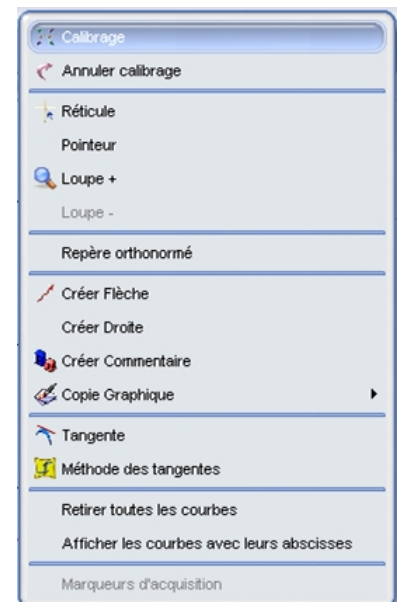 Calibrage
Annuler calibrage
Réticule
Pointeur
Loupe +
Loupe -
Repère orthonormé
Créer Flèche
Créer Droite
Créer Commentaire
Copie Graphique
Tangente
Méthode des tangentes
Retirer toutes les courbes
Afficher les courbes avec leurs abscisses
Marqueurs d'acquisition